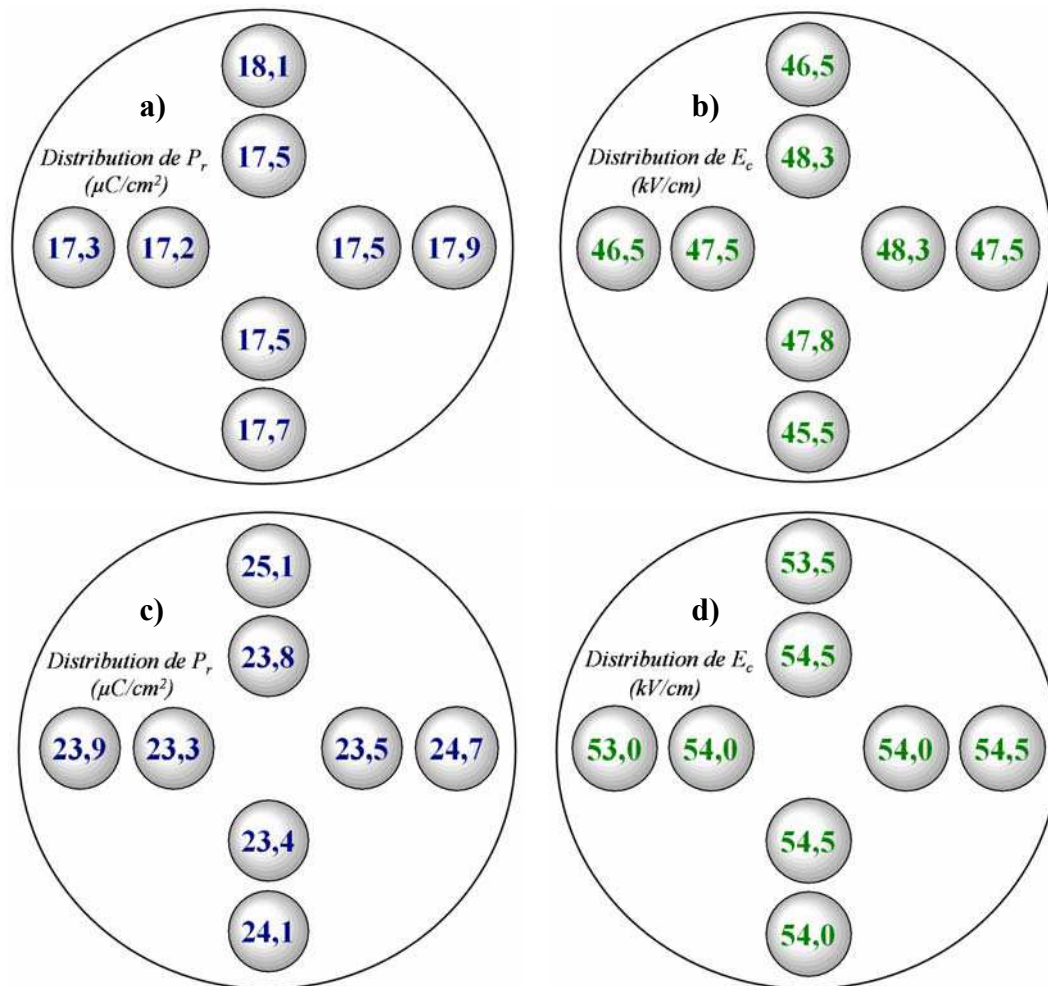 18,1
a)
17,5
Distribution de Pr
(µC/cm²)
17,3 17,2 17,5 17,9
17,5
17,7
46,5
b)
48,3
Distribution de Ec
(kV/cm)
46,5 47,5 48,3 47,5
47,8
45,5
25,1
c)
23,8
Distribution de Pr
(µC/cm²)
23,9 23,3 23,5 24,7
23,4
24,1
53,5
d)
54,5
Distribution de Ec
(kV/cm)
53,0 54,0 54,0 54,5
54,5
54,0